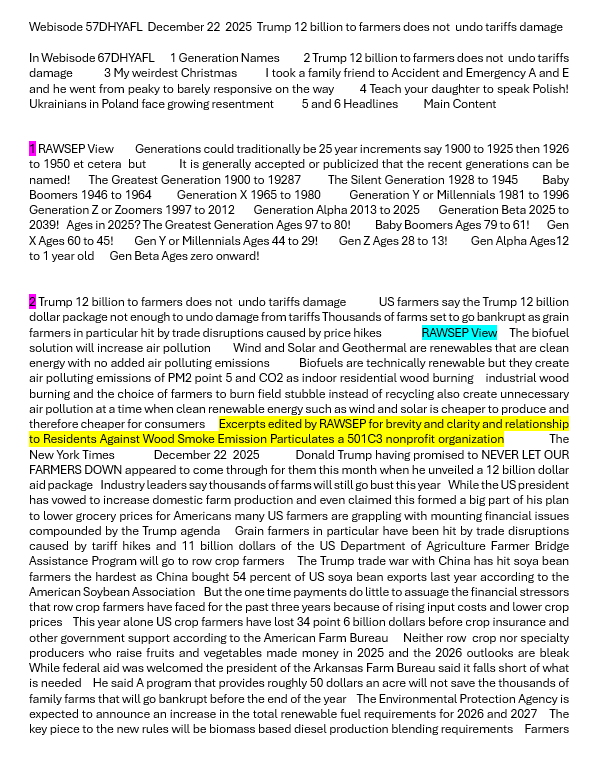 Webisode 57DHYAFL December 22 2025 Trump 12 billion to farmers does not undo tariffs damage
In Webisode 67DHYAFL 1 Generation Names 2 Trump 12 billion to farmers does not undo tariffs
damage 3 My weirdest Christmas I took a family friend to Accident and Emergency A and E
and he went from peaky to barely responsive on the way 4 Teach your daughter to speak Polish!
Ukrainians in Poland face growing resentment 5 and 6 Headlines Main Content
1 RAWSEP View Generations could traditionally be 25 year increments say 1900 to 1925 then 1926
to 1950 et cetera but It is generally accepted or publicized that the recent generations can be
named! The Greatest Generation 1900 to 19287 The Silent Generation 1928 to 1945 Baby
Boomers 1946 to 1964 Generation X 1965 to 1980 Generation Y or Millennials 1981 to 1996
Generation Z or Zoomers 1997 to 2012 Generation Alpha 2013 to 2025 Generation Beta 2025 to
2039! Ages in 2025? The Greatest Generation Ages 97 to 80! Baby Boomers Ages 79 to 61! Gen
X Ages 60 to 45! Gen Y or Millennials Ages 44 to 29! Gen Z Ages 28 to 13! Gen Alpha Ages12
to 1 year old Gen Beta Ages zero onward!
2 Trump 12 billion to farmers does not undo tariffs damage US farmers say the Trump 12 billion
dollar package not enough to undo damage from tariffs Thousands of farms set to go bankrupt as grain
farmers in particular hit by trade disruptions caused by price hikes RAWSEP View The biofuel
solution will increase air pollution Wind and Solar and Geothermal are renewables that are clean
energy with no added air polluting emissions Biofuels are technically renewable but they create
air polluting emissions of PM2 point 5 and CO2 as indoor residential wood burning industrial wood
burning and the choice of farmers to burn field stubble instead of recycling also create unnecessary
air pollution at a time when clean renewable energy such as wind and solar is cheaper to produce and
therefore cheaper for consumers Excerpts edited by RAWSEP for brevity and clarity and relationship
to Residents Against Wood Smoke Emission Particulates a 501C3 nonprofit organization The
New York Times December 22 2025 Donald Trump having promised to NEVER LET OUR
FARMERS DOWN appeared to come through for them this month when he unveiled a 12 billion dollar
aid package Industry leaders say thousands of farms will still go bust this year While the US president
has vowed to increase domestic farm production and even claimed this formed a big part of his plan
to lower grocery prices for Americans many US farmers are grappling with mounting financial issues
compounded by the Trump agenda Grain farmers in particular have been hit by trade disruptions
caused by tariff hikes and 11 billion dollars of the US Department of Agriculture Farmer Bridge
Assistance Program will go to row crop farmers The Trump trade war with China has hit soya bean
farmers the hardest as China bought 54 percent of US soya bean exports last year according to the
American Soybean Association But the one time payments do little to assuage the financial stressors
that row crop farmers have faced for the past three years because of rising input costs and lower crop
prices This year alone US crop farmers have lost 34 point 6 billion dollars before crop insurance and
other government support according to the American Farm Bureau Neither row crop nor specialty
producers who raise fruits and vegetables made money in 2025 and the 2026 outlooks are bleak
While federal aid was welcomed the president of the Arkansas Farm Bureau said it falls short of what
is needed He said A program that provides roughly 50 dollars an acre will not save the thousands of
family farms that will go bankrupt before the end of the year The Environmental Protection Agency is
expected to announce an increase in the total renewable fuel requirements for 2026 and 2027 The
key piece to the new rules will be biomass based diesel production blending requirements Farmers